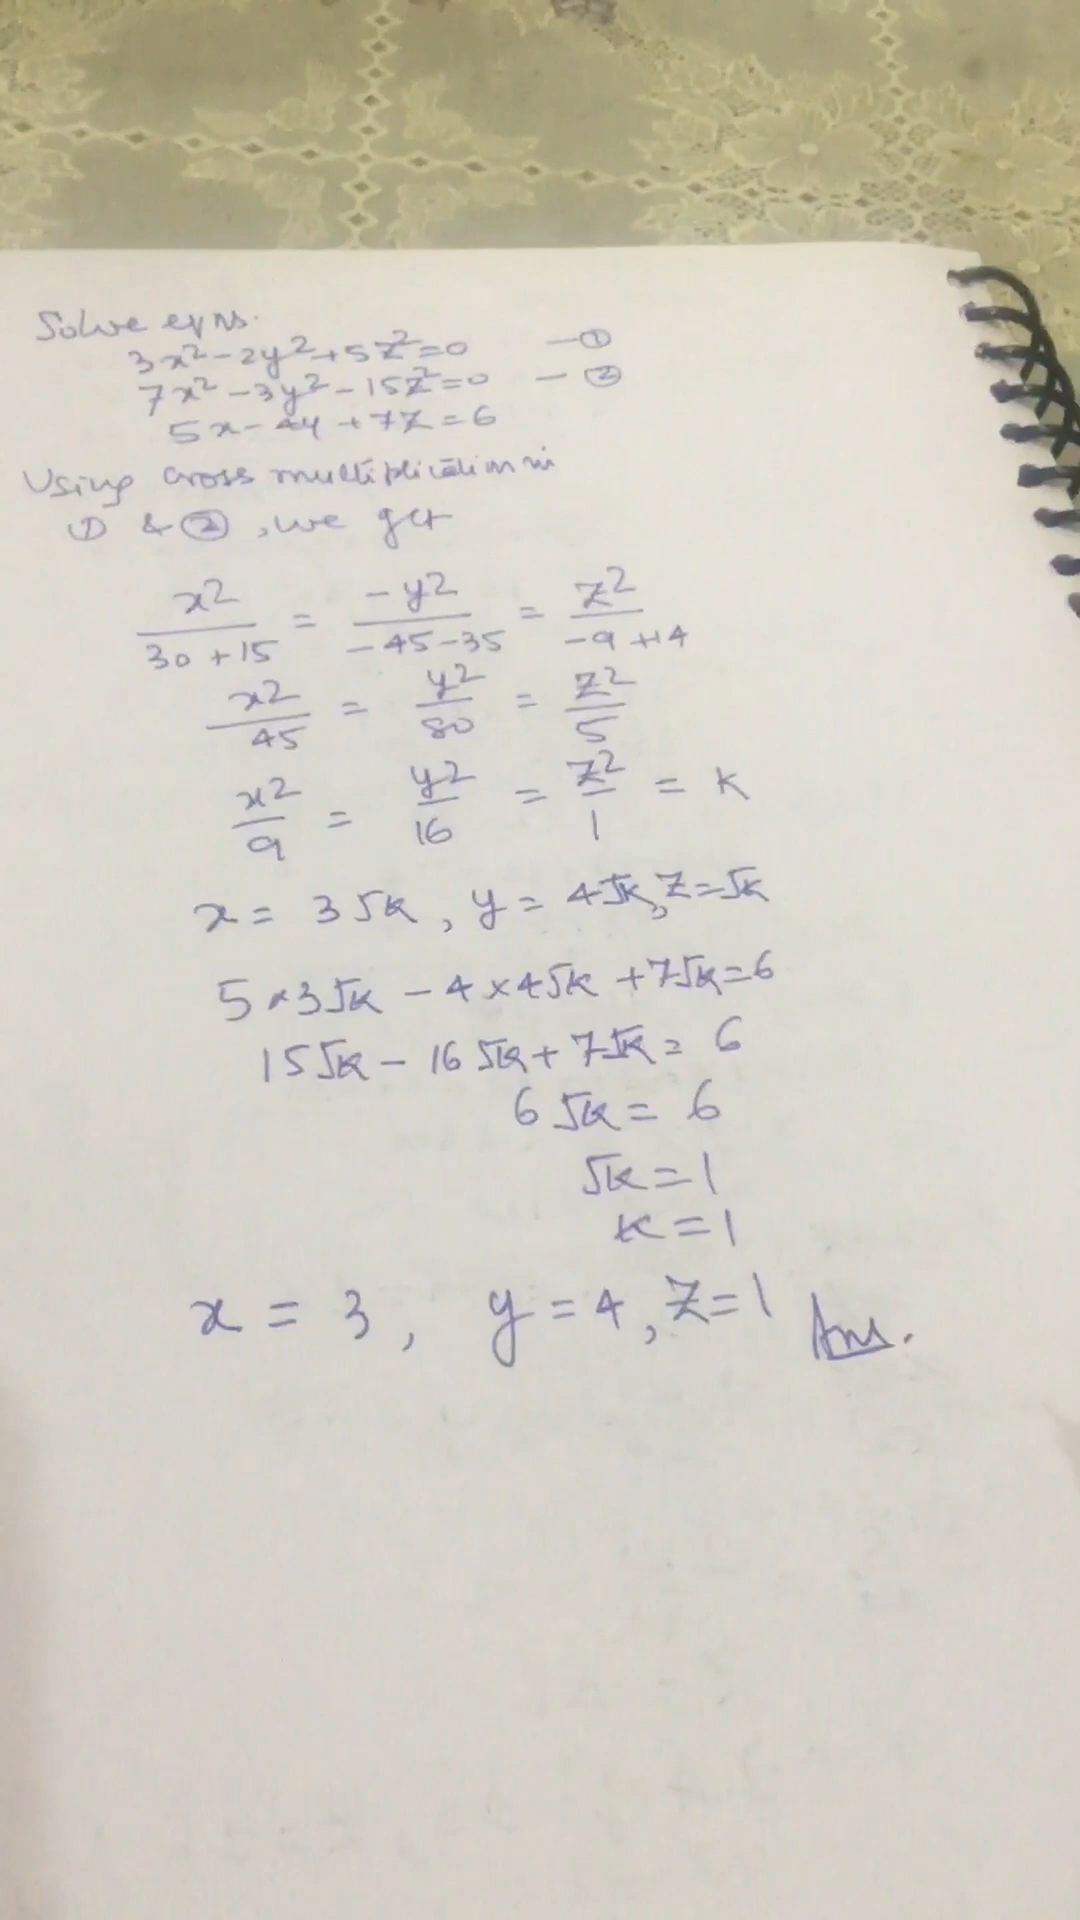 Solve eqns.
3x²-2y²+5z²=0 -①
7x²-3y²-15z²=0 -②
5x-4y+7z=6
Using cross multiplication in
① & ②, we get
x²/(30+15) = -y²/(-45-35) = z²/(-9+14)
x²/45 = y²/80 = z²/5
x²/9 = y²/16 = z²/1 = k
x = 3√k, y = 4√k, z=√k
5×3√k - 4×4√k +7√k=6
15√k - 16√k + 7√k = 6
6√k = 6
√k = 1
k = 1
x = 3, y = 4, z=1 Ans.